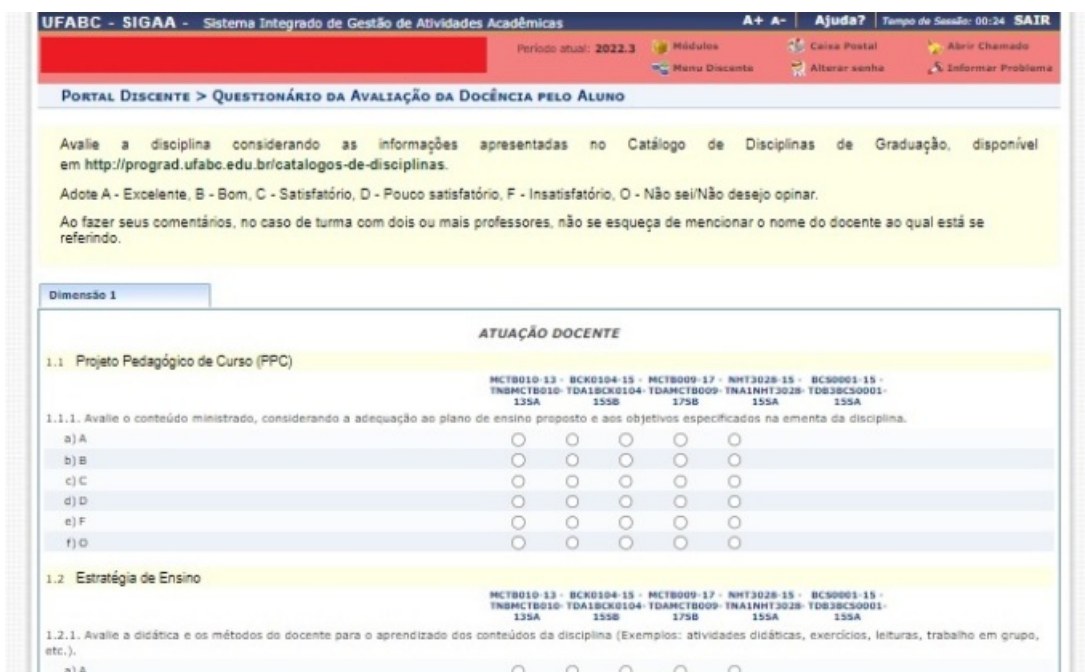 UFABC - SIGAA - Sistema Integrado de Gestão de Atividades Acadêmicas A+ A- Ajuda? Tempo de Sessão: 00:24 SAIR
Período atual: 2022.3 Módulos Caixa Postal Abrir Chamado
Menu Discente Alterar senha Informar Problema
PORTAL DISCENTE > QUESTIONÁRIO DA AVALIAÇÃO DA DOCÊNCIA PELO ALUNO
Avalie a disciplina considerando as informações apresentadas no Catálogo de Disciplinas de Graduação, disponível
em http://prograd.ufabc.edu.br/catalogos-de-disciplinas.
Adote A - Excelente, B - Bom, C - Satisfatório, D - Pouco satisfatório, F - Insatisfatório, O - Não sei/Não desejo opinar.
Ao fazer seus comentários, no caso de turma com dois ou mais professores, não se esqueça de mencionar o nome do docente ao qual está se
referindo.
Dimensão 1
ATUAÇÃO DOCENTE
1.1 Projeto Pedagógico de Curso (PPC)
MCTB010-13 - BCK0104-15 - MCTB009-17 - NHT3028-15 - BCS0001-15 -
TNBMCTB010- TDA1BCK0104- TDAMCTB009- TNA1NHT3028- TDB3BCS0001-
13SA 15SB 17SB 15SA 15SA
1.1.1. Avalie o conteúdo ministrado, considerando a adequação ao plano de ensino proposto e aos objetivos especificados na ementa da disciplina.
a) A
b) B
c) C
d) D
e) F
f) O
1.2 Estratégia de Ensino
MCTB010-13 - BCK0104-15 - MCTB009-17 - NHT3028-15 - BCS0001-15 -
TNBMCTB010- TDA1BCK0104- TDAMCTB009- TNA1NHT3028- TDB3BCS0001-
13SA 15SB 17SB 15SA 15SA
1.2.1. Avalie a didática e os métodos do docente para o aprendizado dos conteúdos da disciplina (Exemplos: atividades didáticas, exercícios, leituras, trabalho em grupo,
etc.).
a) A